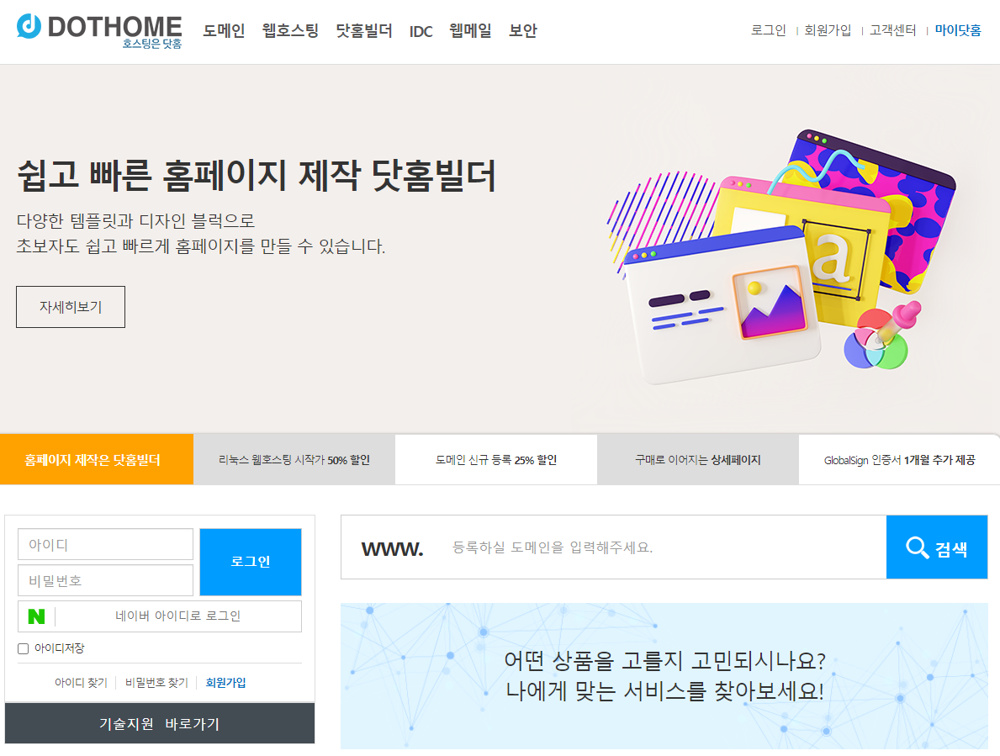 DOTHOME
호스팅은 닷홈
도메인 웹호스팅 닷홈빌더 IDC 웹메일 보안
로그인 회원가입 고객센터 마이닷홈
쉽고 빠른 홈페이지 제작 닷홈빌더
다양한 템플릿과 디자인 블럭으로
초보자도 쉽고 빠르게 홈페이지를 만들 수 있습니다.
자세히보기
a
홈페이지 제작은 닷홈빌더
리눅스 웹호스팅 시작가 50% 할인
도메인 신규 등록 25% 할인
구매로 이어지는 상세페이지
GlobalSign 인증서 1개월 추가 제공
아이디
비밀번호
로그인
N 네이버 아이디로 로그인
아이디저장
아이디 찾기 비밀번호 찾기 회원가입
기술지원 바로가기
www. 등록하실 도메인을 입력해주세요. 검색
어떤 상품을 고를지 고민되시나요?
나에게 맞는 서비스를 찾아보세요!